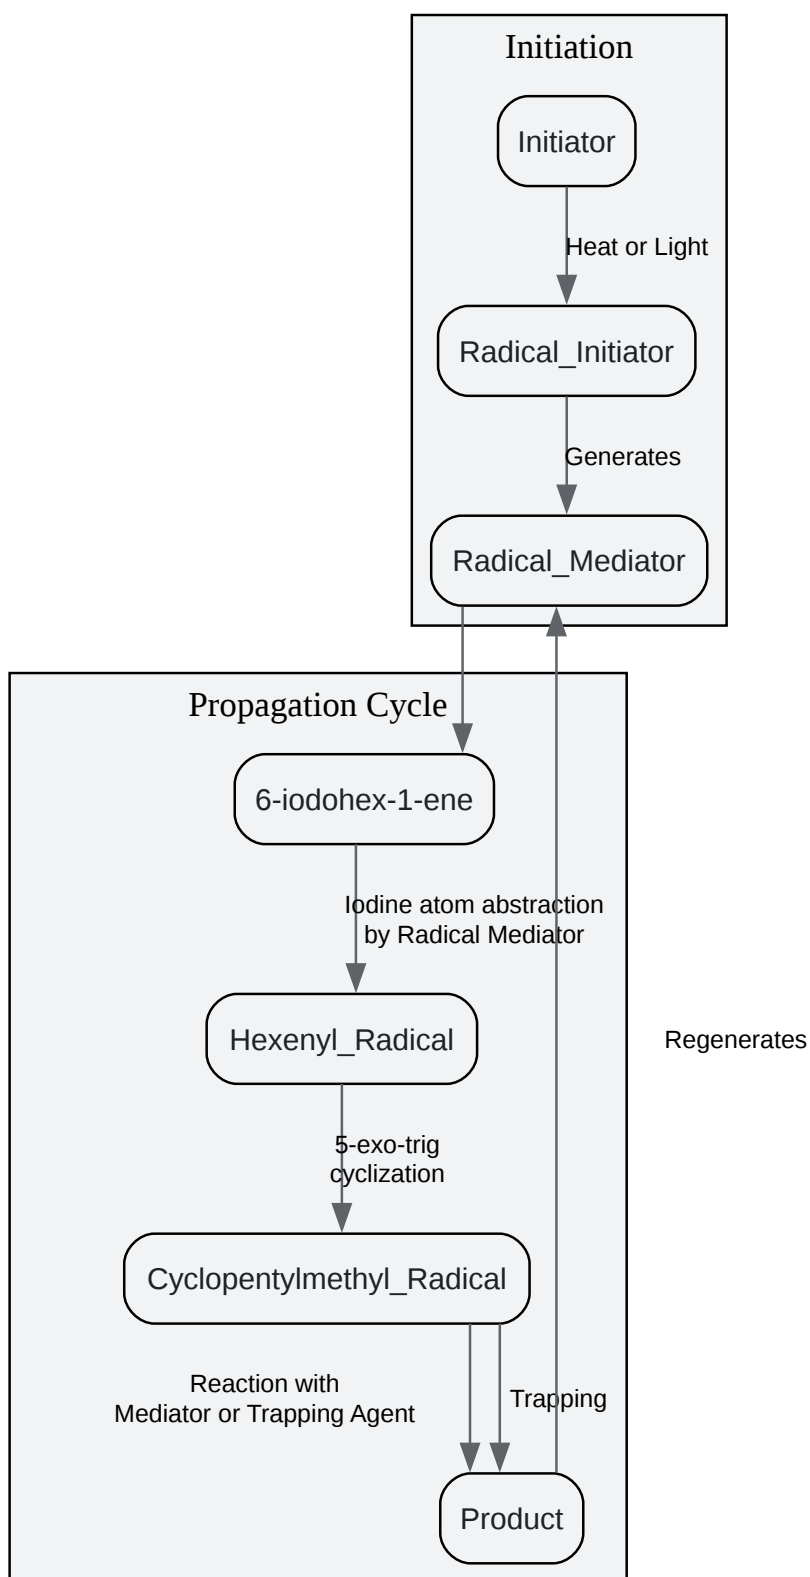 Initiation
Initiator
Heat or Light
Radical_Initiator
Generates
Radical_Mediator
Propagation Cycle
6-iodohex-1-ene
Iodine atom abstraction
by Radical Mediator
Hexenyl_Radical
Regenerates
5-exo-trig
cyclization
Cyclopentylmethyl_Radical
Reaction with
Mediator or Trapping Agent
Trapping
Product